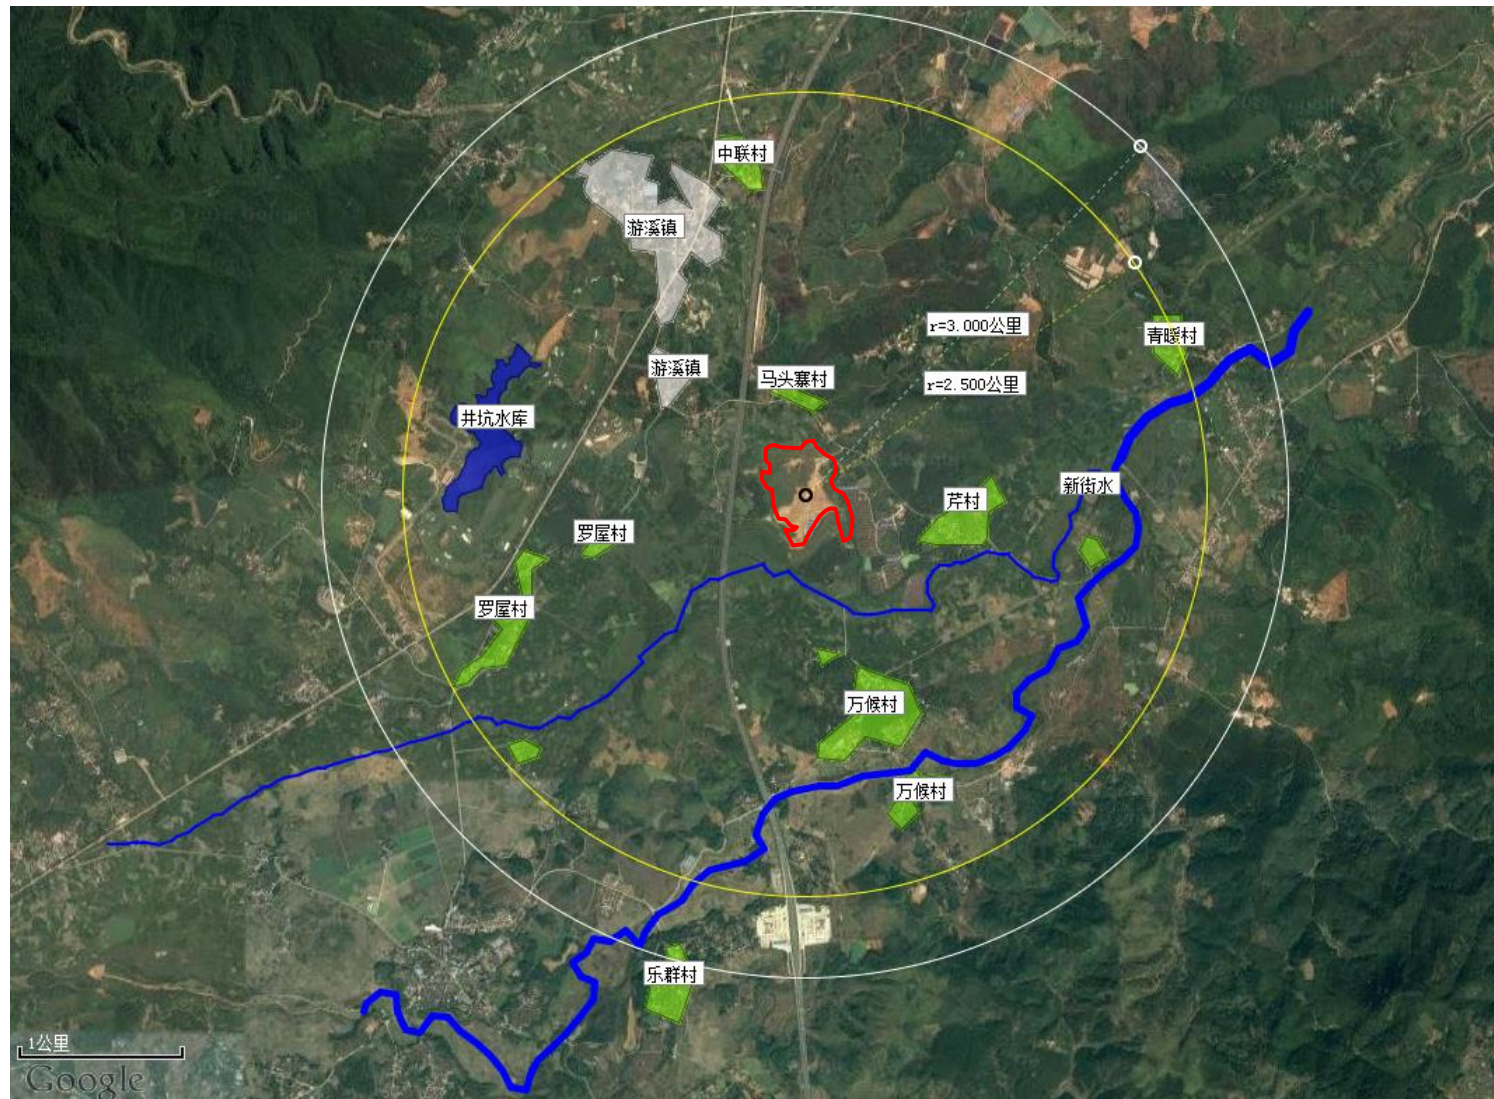 中联村
游溪镇
r=3.000公里
青暖村
游溪镇
马头寨村
r=2.500公里
井坑水库
新街水
芹村
罗屋村
罗屋村
万候村
万候村
乐群村
1公里
Google